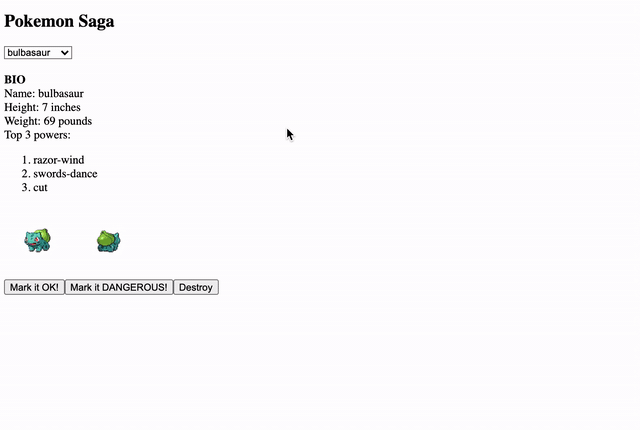 Pokemon Saga
bulbasaur
BIO
Name: bulbasaur
Height: 7 inches
Weight: 69 pounds
Top 3 powers:
1. razor-wind
2. swords-dance
3. cut
Mark it OK! Mark it DANGEROUS! Destroy